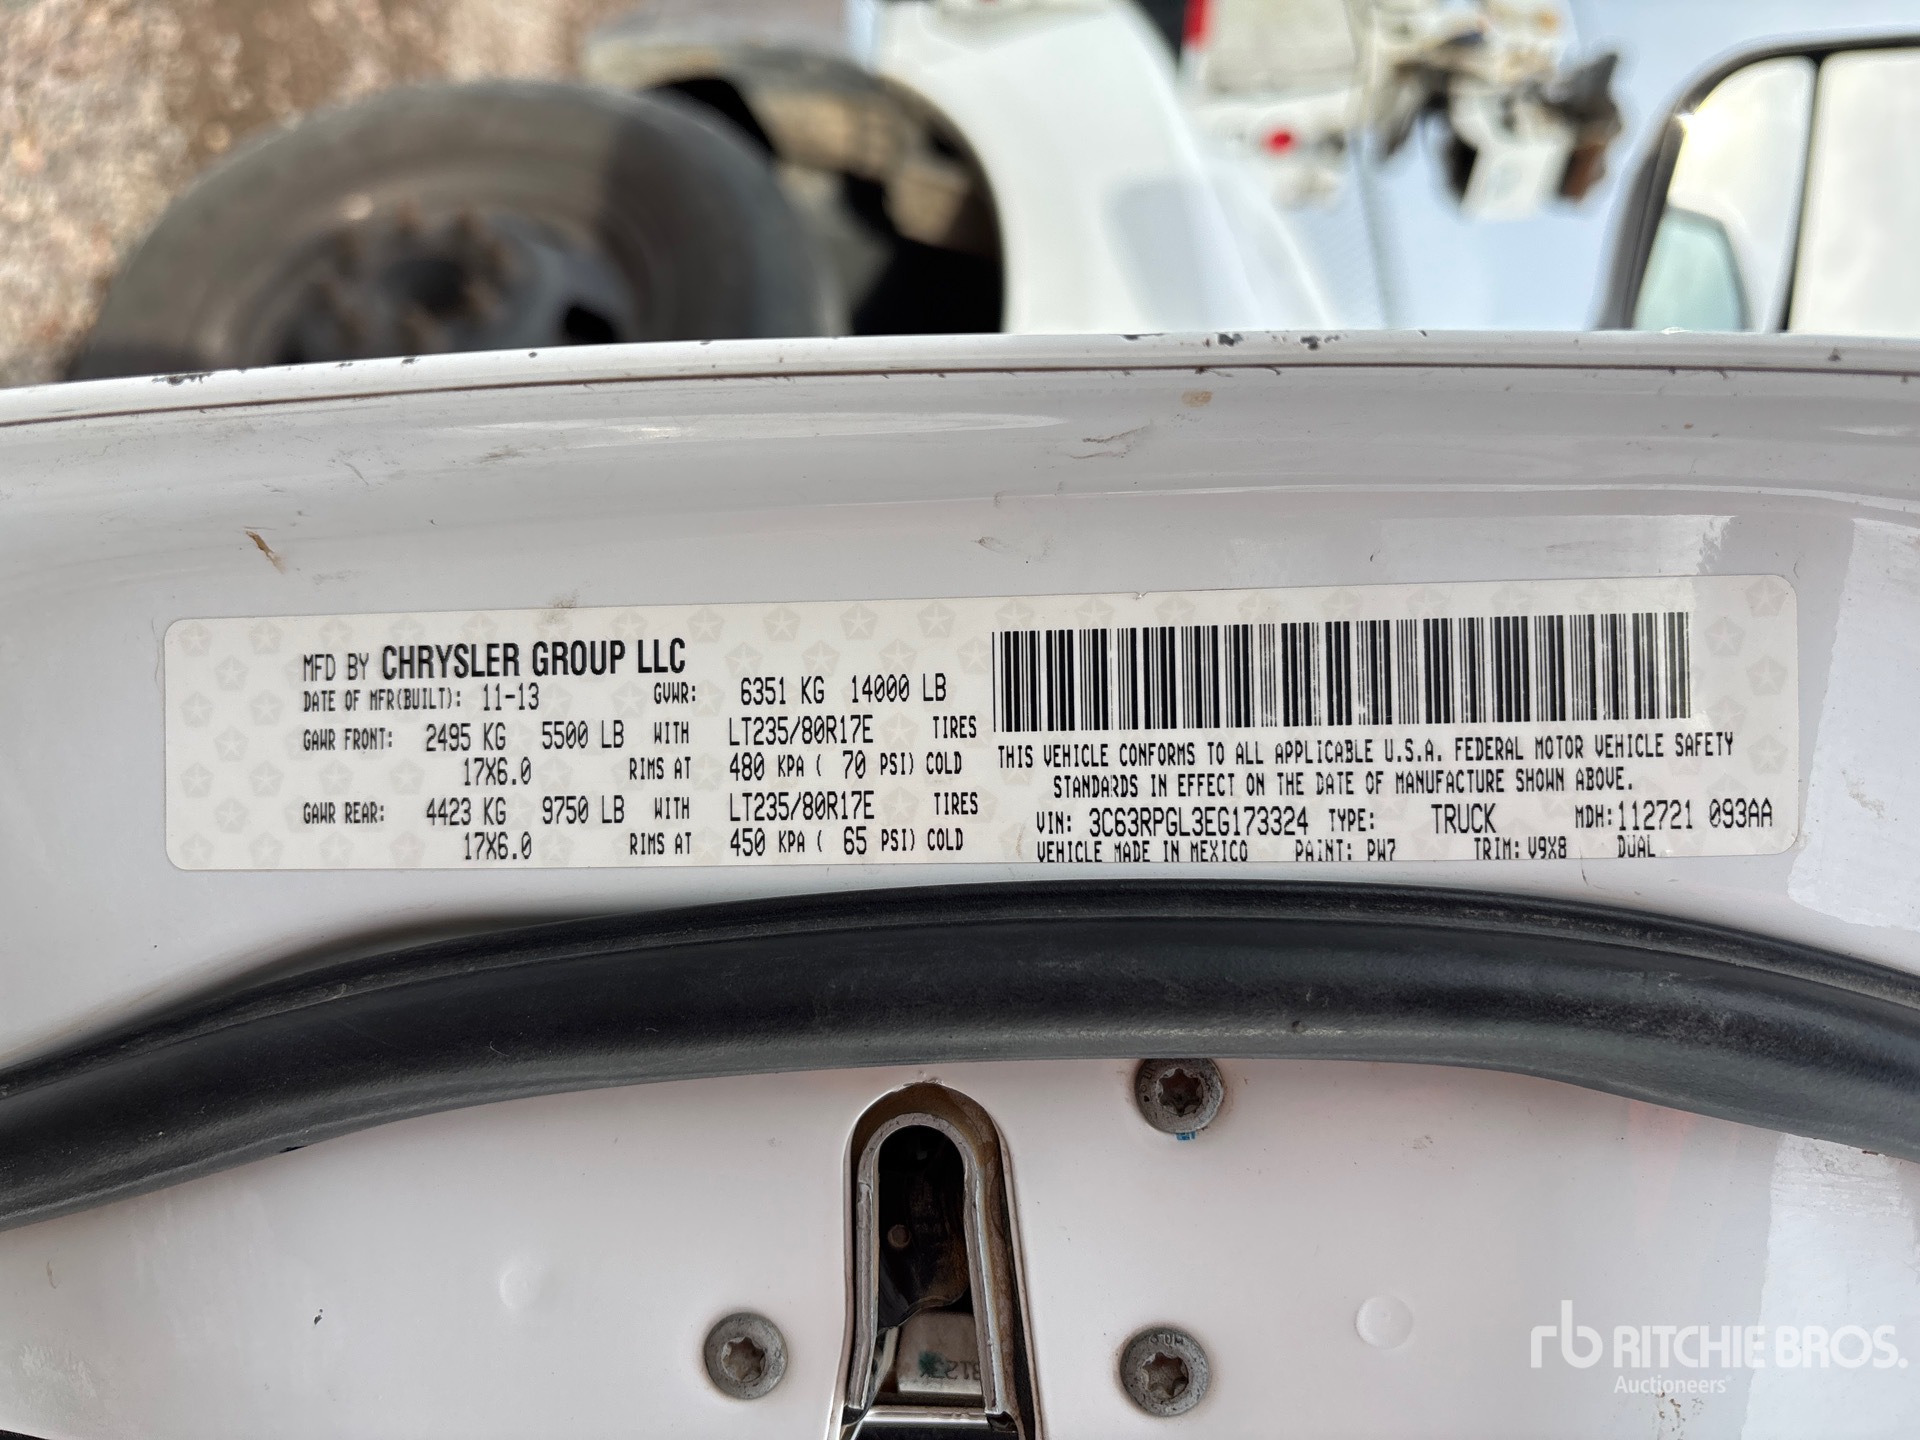 MFD BY CHRYSLER GROUP LLC
DATE OF MFR(BUILT): 11-13 GVWR: 6351 KG 14000 LB
GAWR FRONT: 2495 KG 5500 LB WITH LT235/80R17E TIRES
17X6.0 RIMS AT 480 KPA ( 70 PSI) COLD
GAWR REAR: 4423 KG 9750 LB WITH LT235/80R17E TIRES
17X6.0 RIMS AT 450 KPA ( 65 PSI) COLD
THIS VEHICLE CONFORMS TO ALL APPLICABLE U.S.A. FEDERAL MOTOR VEHICLE SAFETY
STANDARDS IN EFFECT ON THE DATE OF MANUFACTURE SHOWN ABOVE.
VIN: 3C63RPGL3EG173324 TYPE: TRUCK MDH: 112721 093AA
VEHICLE MADE IN MEXICO PAINT: PW7 TRIM: V9X8 DUAL
rb RITCHIE BROS.
Auctioneers